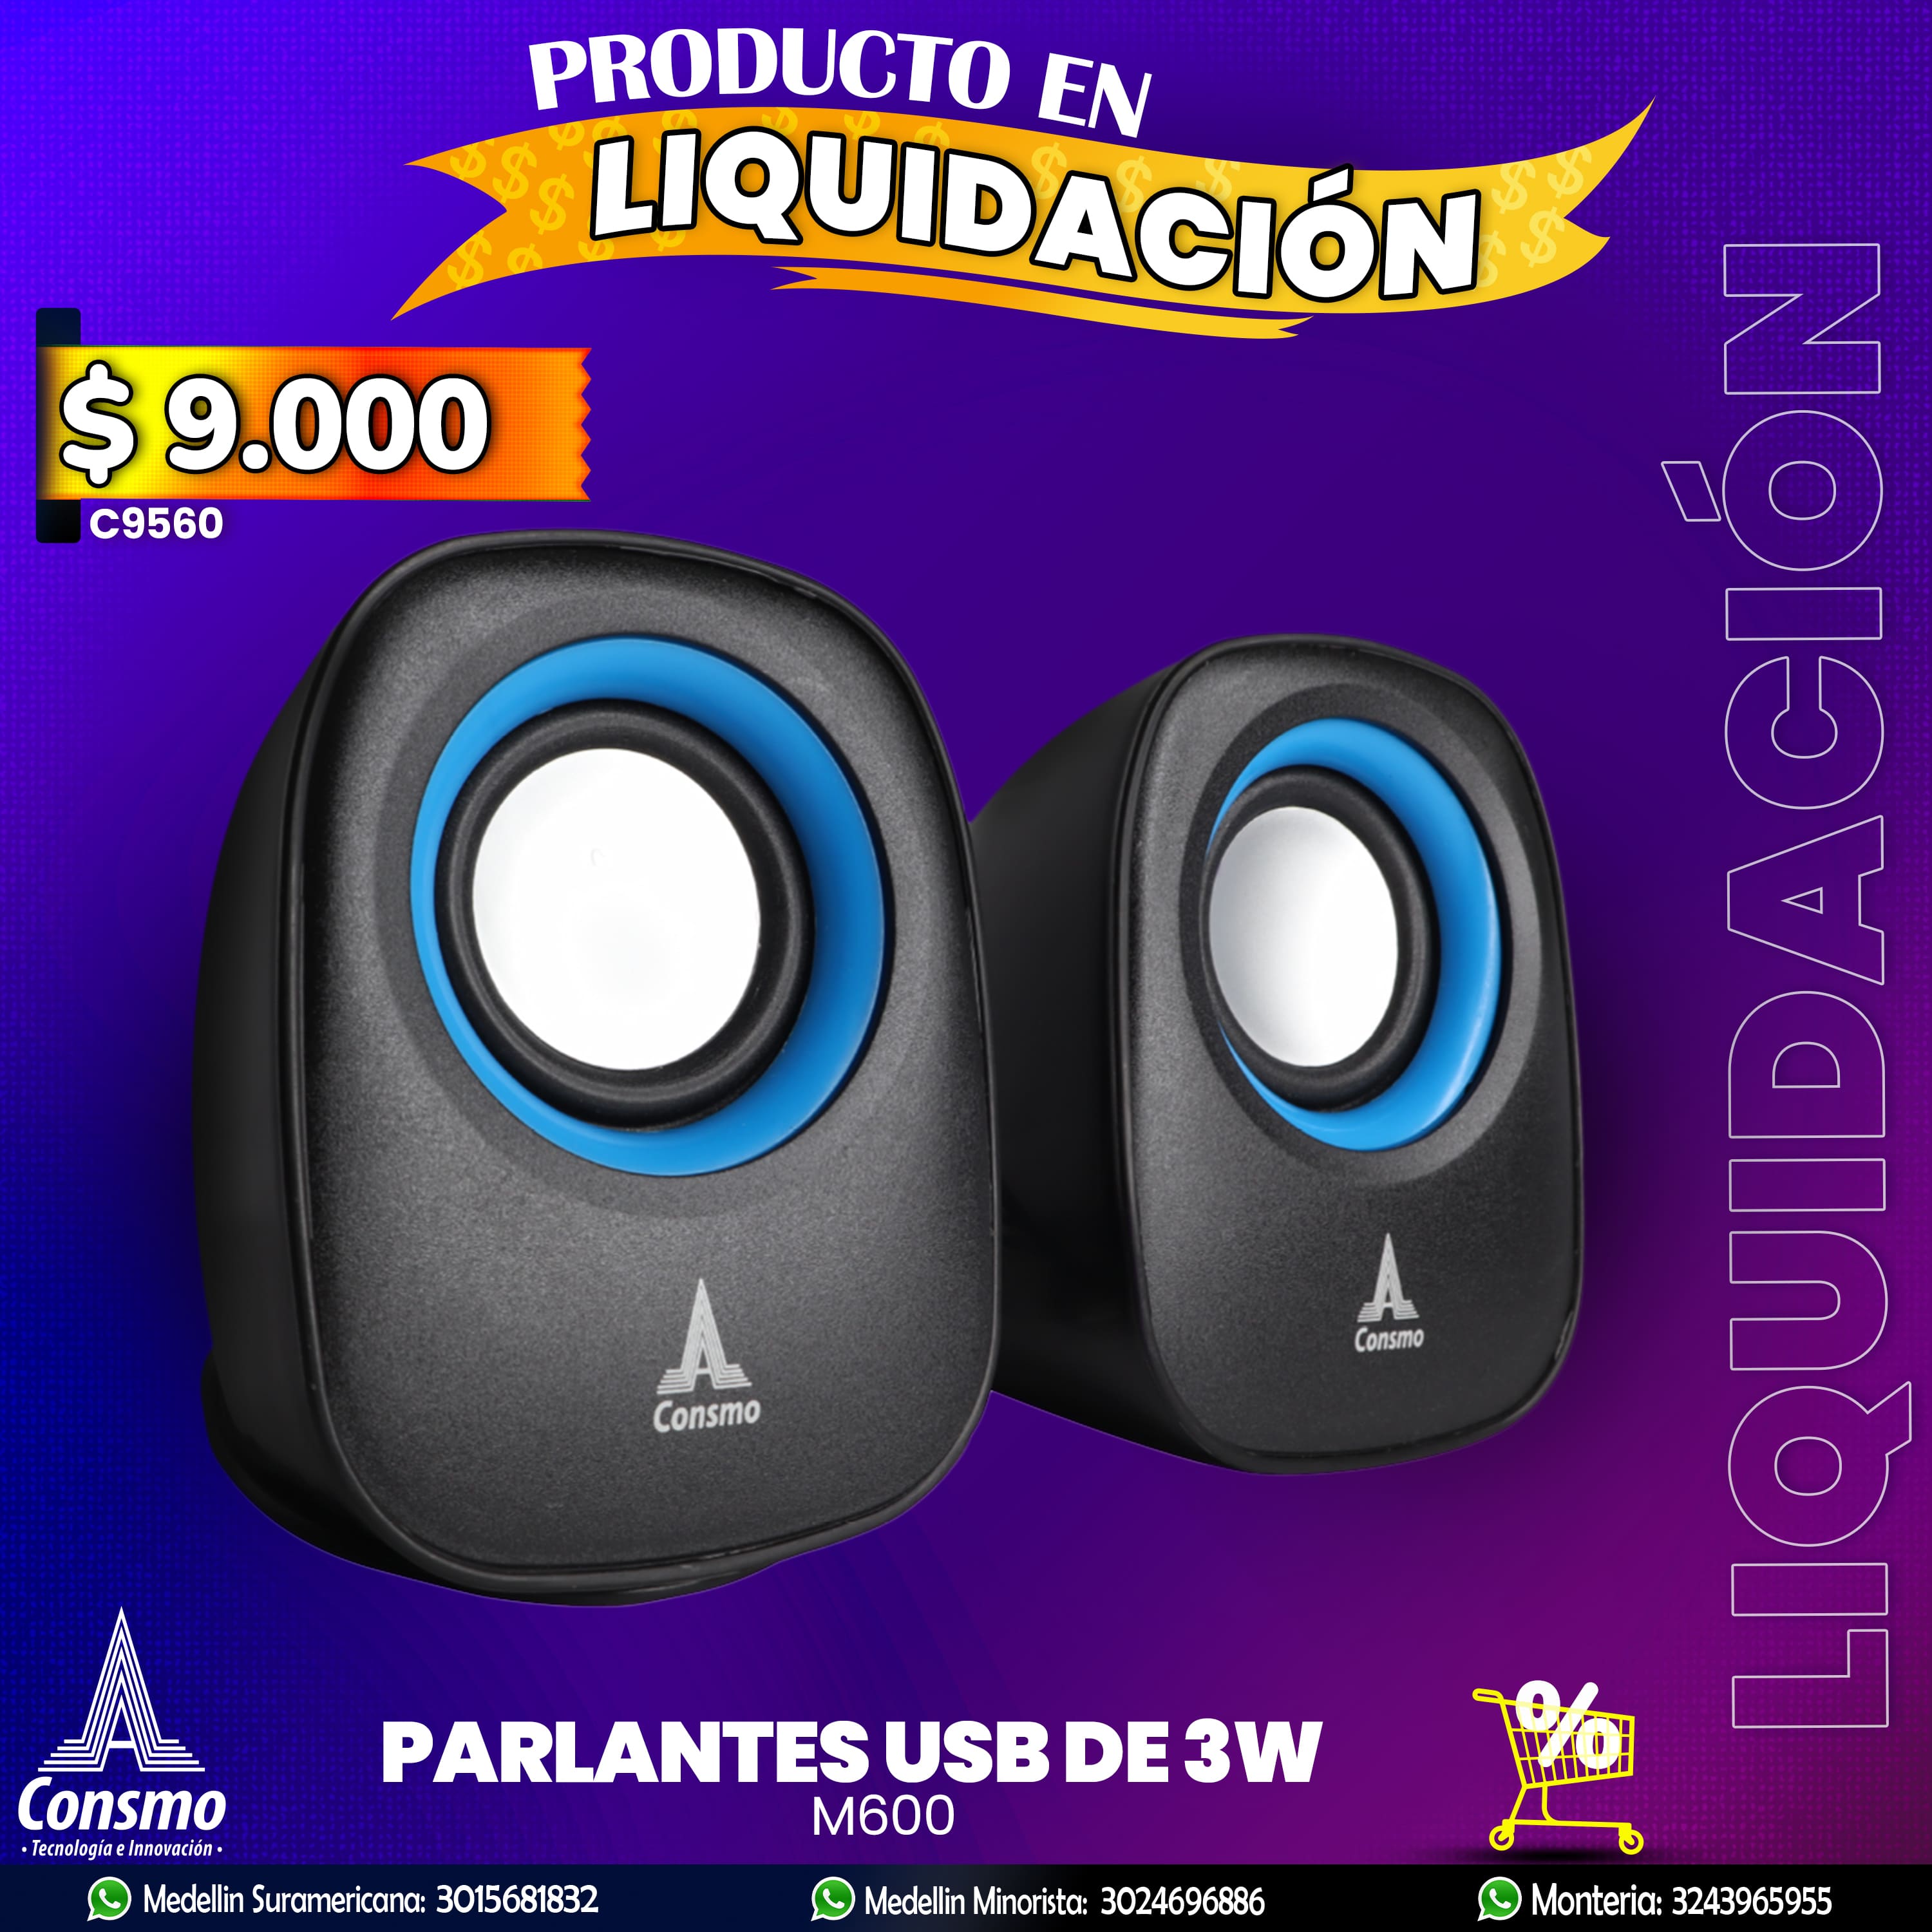 PRODUCTO EN
LIQUIDACIÓN
$ 9.000
C9560
LIQUIDACIÓN
Consmo
Consmo
Consmo
• Tecnología e Innovación •
PARLANTES USB DE 3W
M600
%
Medellin Suramericana: 3015681832
Medellin Minorista: 3024696886
Monteria: 3243965955